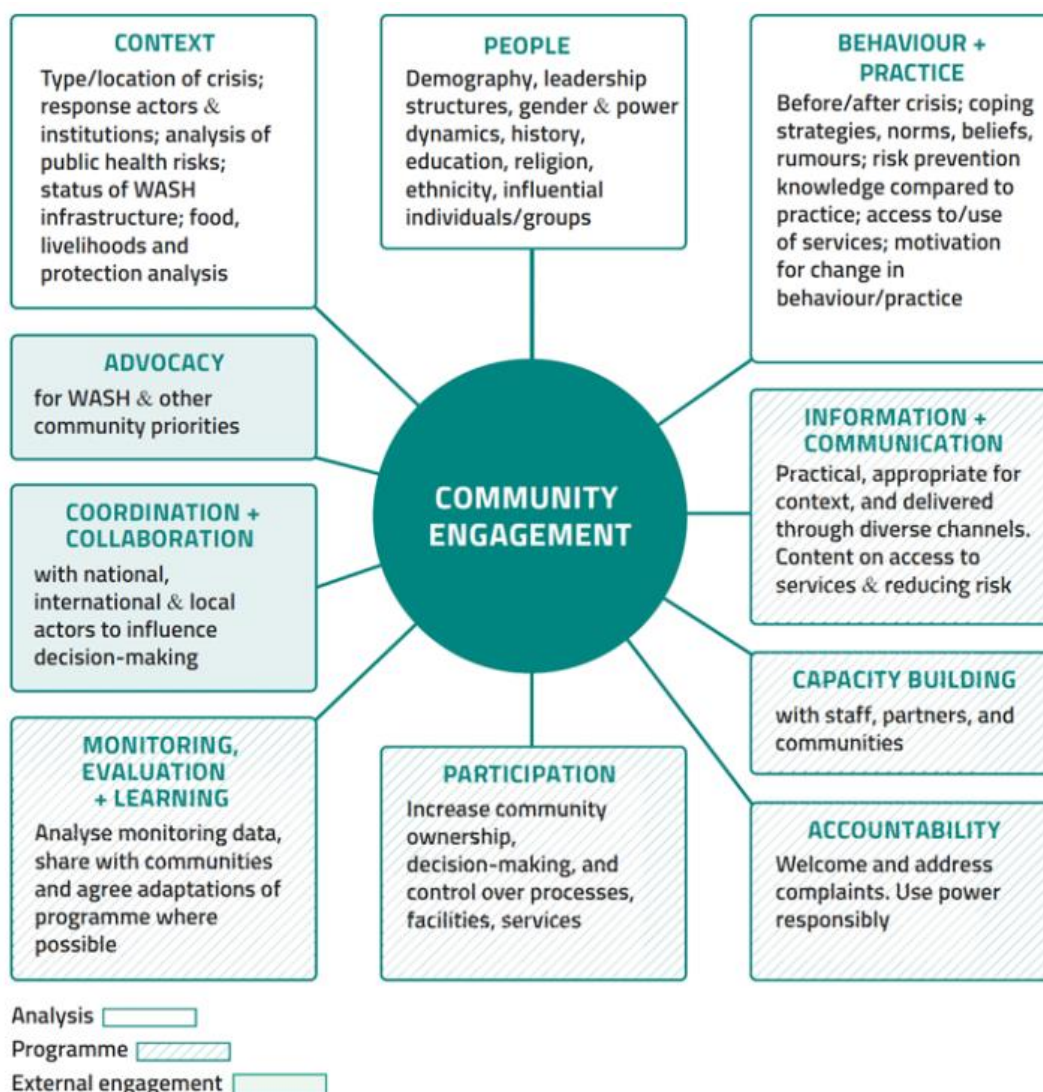 CONTEXT
Type/location of crisis;
response actors &
institutions; analysis of
public health risks;
status of WASH
infrastructure; food,
livelihoods and
protection analysis
PEOPLE
Demography, leadership
structures, gender & power
dynamics, history,
education, religion,
ethnicity, influential
individuals/groups
BEHAVIOUR +
PRACTICE
Before/after crisis; coping
strategies, norms, beliefs,
rumours; risk prevention
knowledge compared to
practice; access to/use
of services; motivation
for change in
behaviour/practice
ADVOCACY
for WASH & other
community priorities
COORDINATION +
COLLABORATION
with national,
international & local
actors to influence
decision-making
COMMUNITY
ENGAGEMENT
INFORMATION +
COMMUNICATION
Practical, appropriate for
context, and delivered
through diverse channels.
Content on access to
services & reducing risk
CAPACITY BUILDING
with staff, partners, and
communities
MONITORING,
EVALUATION
+ LEARNING
Analyse monitoring data,
share with communities
and agree adaptations of
programme where
possible
PARTICIPATION
Increase community
ownership,
decision-making, and
control over processes,
facilities, services
ACCOUNTABILITY
Welcome and address
complaints. Use power
responsibly
Analysis
Programme
External engagement